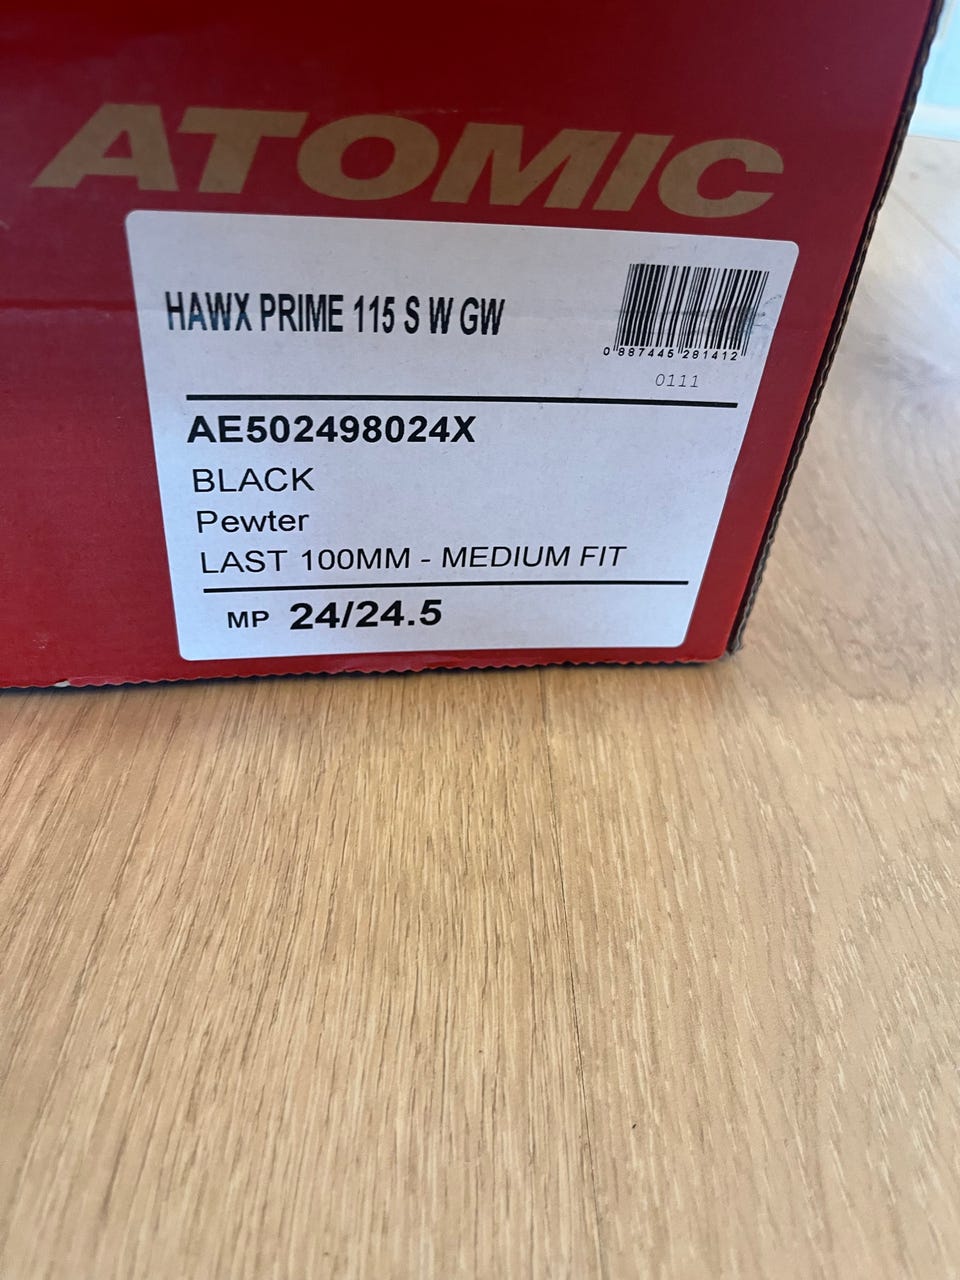 ATOMIC
HAWX PRIME 115 S W GW
0 887445 281412
0111
AE502498024X
BLACK
Pewter
LAST 100MM - MEDIUM FIT
MP 24/24.5